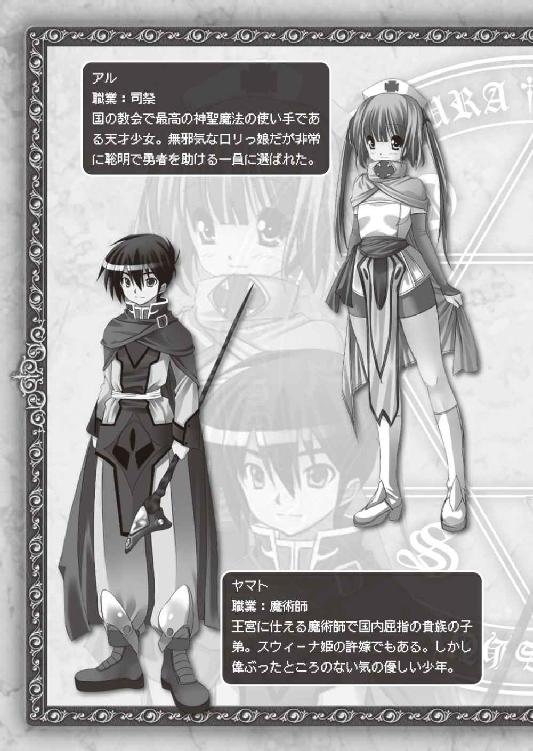 アル
職業：司祭
国の教会で最高の神聖魔法の使い手であ
る天才少女。無邪気なロリっ娘だが非常
に聡明で勇者を助ける一員に選ばれた。
ヤマト
職業：魔術師
王宮に仕える魔術師で国内屈指の貴族の子
弟。スウィーナ姫の許嫁でもある。しかし
偉ぶったところのない気の優しい少年。